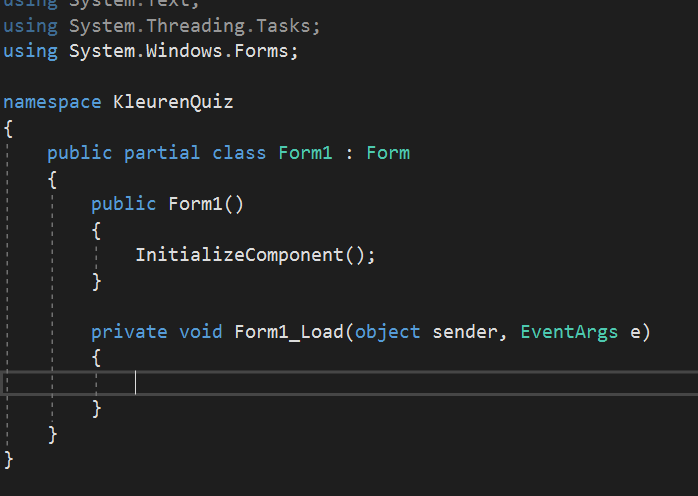 using System.Text;
using System.Threading.Tasks;
using System.Windows.Forms;
namespace KleurenQuiz
{
public partial class Form1 : Form
{
public Form1()
{
InitializeComponent();
}
private void Form1_Load(object sender, EventArgs e)
{
}
}
}